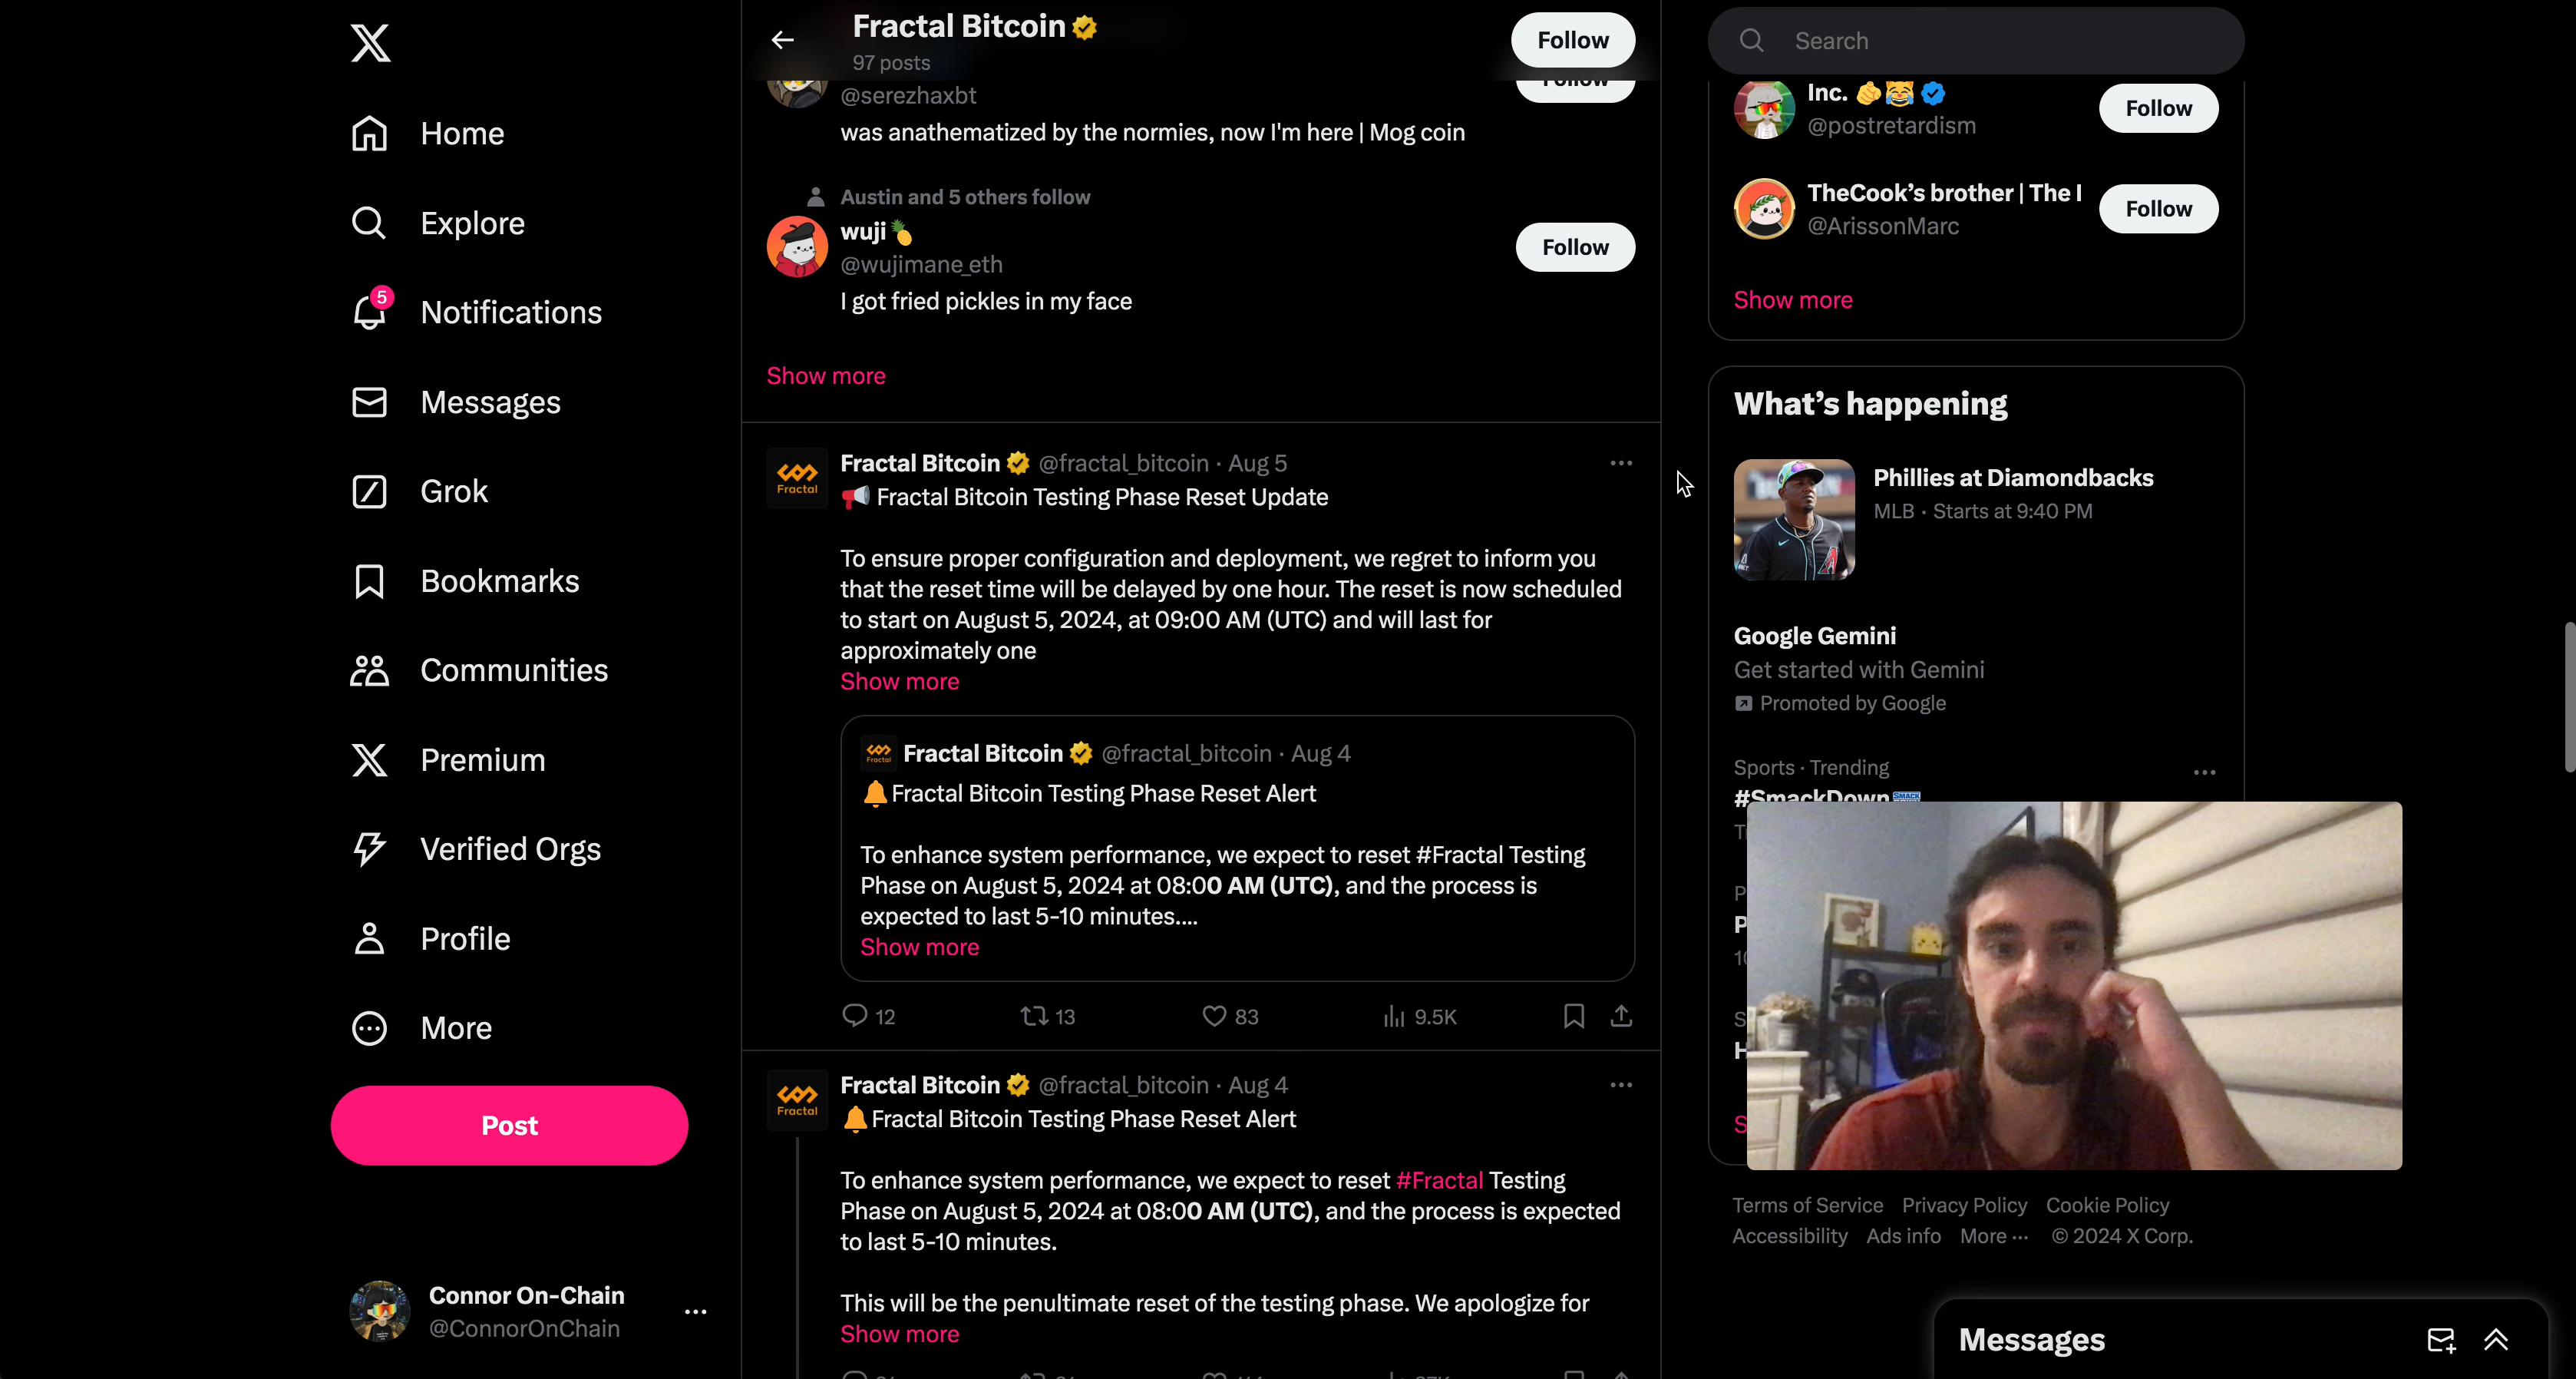 Home
Explore
5
Notifications
Messages
Grok
Bookmarks
Communities
Premium
Verified Orgs
Profile
More
Post
Connor On-Chain
@ConnorOnChain
Fractal Bitcoin
97 posts
Follow
@serezhaxbt
Follow
was anathematized by the normies, now I'm here | Mog coin
Austin and 5 others follow
wuji
@wujimane_eth
Follow
I got fried pickles in my face
Show more
Fractal Bitcoin @fractal_bitcoin · Aug 5
Fractal
Fractal Bitcoin Testing Phase Reset Update
To ensure proper configuration and deployment, we regret to inform you
that the reset time will be delayed by one hour. The reset is now scheduled
to start on August 5, 2024, at 09:00 AM (UTC) and will last for
approximately one
Show more
Fractal Bitcoin @fractal_bitcoin · Aug 4
Fractal
Fractal Bitcoin Testing Phase Reset Alert
To enhance system performance, we expect to reset #Fractal Testing
Phase on August 5, 2024 at 08:00 AM (UTC), and the process is
expected to last 5-10 minutes....
Show more
12 13 83 9.5K
Fractal Bitcoin @fractal_bitcoin · Aug 4
Fractal
Fractal Bitcoin Testing Phase Reset Alert
To enhance system performance, we expect to reset #Fractal Testing
Phase on August 5, 2024 at 08:00 AM (UTC), and the process is expected
to last 5-10 minutes.
This will be the penultimate reset of the testing phase. We apologize for
Show more
Search
Inc.
@postretardism
Follow
TheCook's brother | The I
@ArissonMarc
Follow
Show more
What's happening
Phillies at Diamondbacks
MLB · Starts at 9:40 PM
Google Gemini
Get started with Gemini
Promoted by Google
Sports · Trending
#SmackDown
Terms of Service Privacy Policy Cookie Policy
Accessibility Ads info More ··· © 2024 X Corp.
Messages